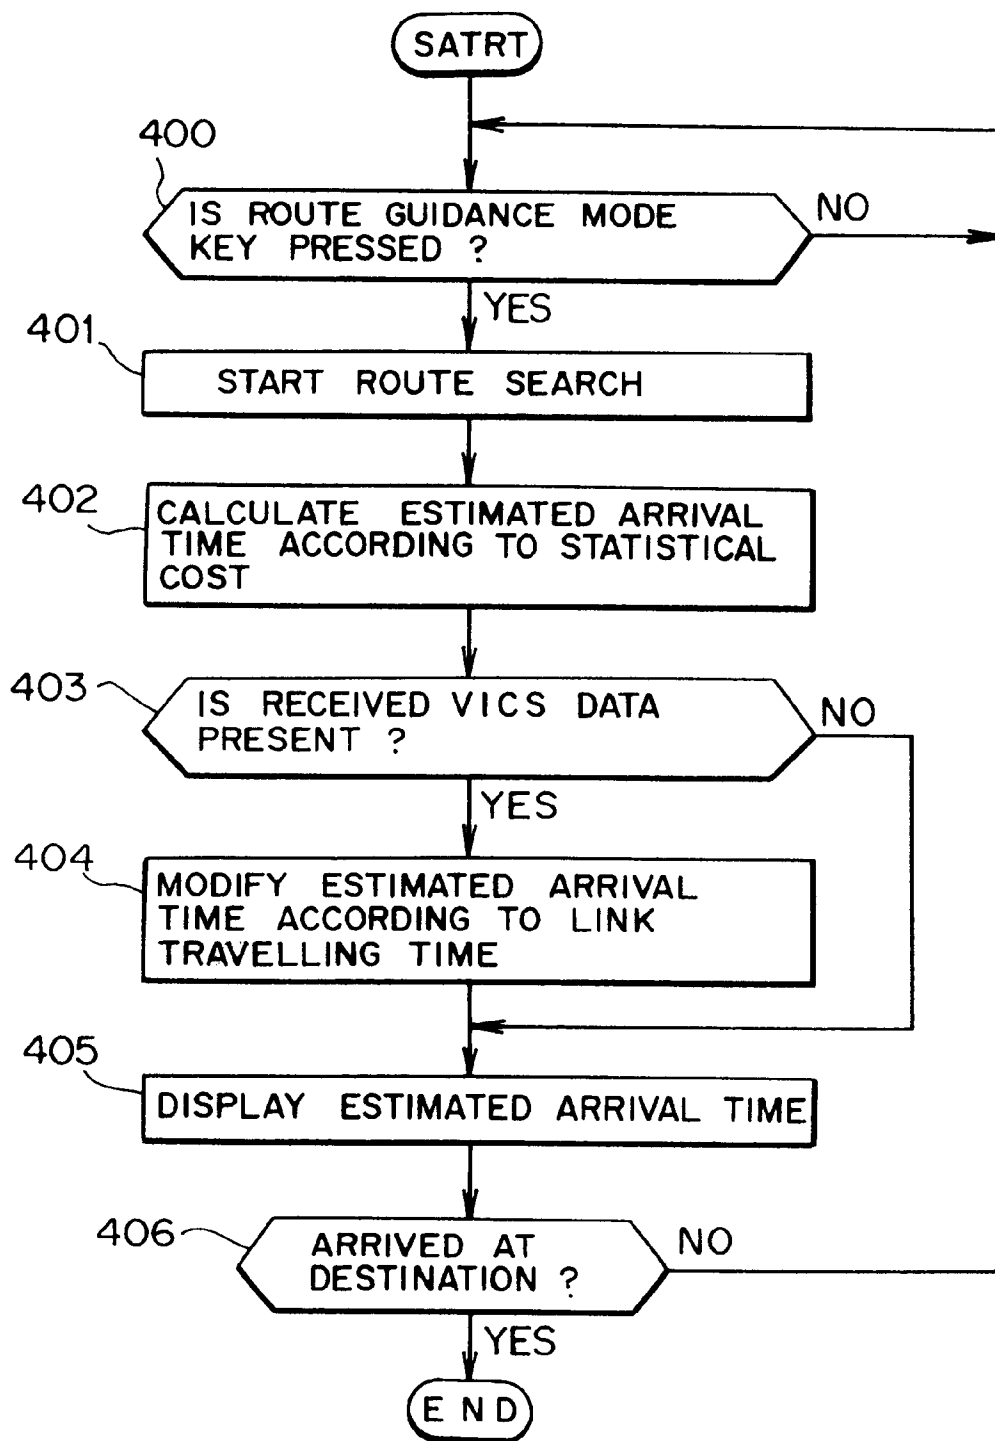 SATRT
400
IS ROUTE GUIDANCE MODE
KEY PRESSED ?
NO
YES
401
START ROUTE SEARCH
402
CALCULATE ESTIMATED ARRIVAL
TIME ACCORDING TO STATISTICAL
COST
403
IS RECEIVED VICS DATA
PRESENT ?
NO
YES
404
MODIFY ESTIMATED ARRIVAL
TIME ACCORDING TO LINK
TRAVELLING TIME
405
DISPLAY ESTIMATED ARRIVAL TIME
406
ARRIVED AT
DESTINATION ?
NO
YES
END